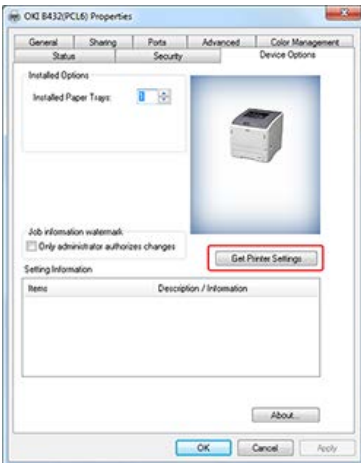 OKI B432(PCL6) Properties
General Sharing Ports Advanced Color Management
Status Security Device Options
Installed Options
Installed Paper Trays: 1
Job information watermark
Only administrator authorizes changes
Get Printer Settings
Setting Information
Items Description / Information
About...
OK Cancel Apply